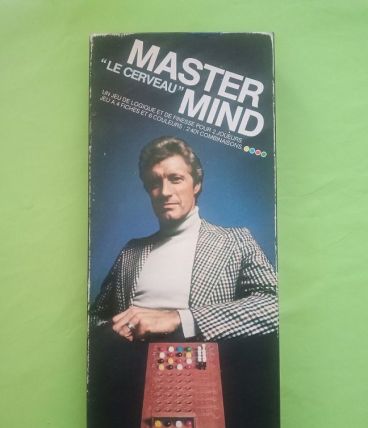 MASTER
"LE CERVEAU"
MIND
UN JEU DE LOGIQUE ET DE FINESSE POUR 2 JOUEURS
JEU A 4 FICHES ET 6 COULEURS : 2401 COMBINAISONS